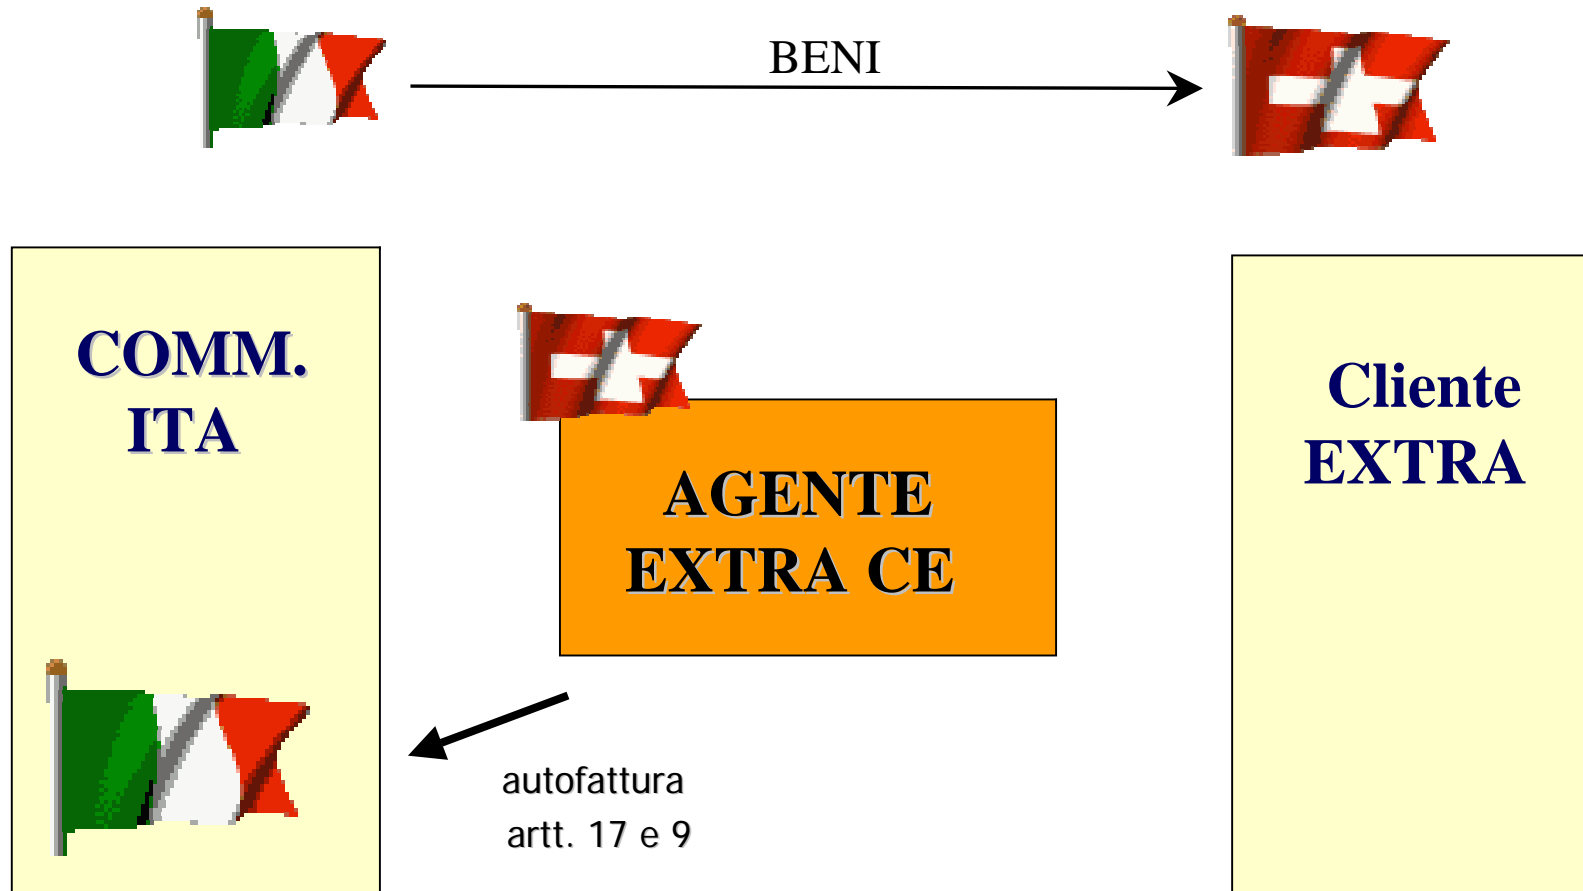 BENI
COMM.
ITA
AGENTE
EXTRA CE
Cliente
EXTRA
autofattura
artt. 17 e 9